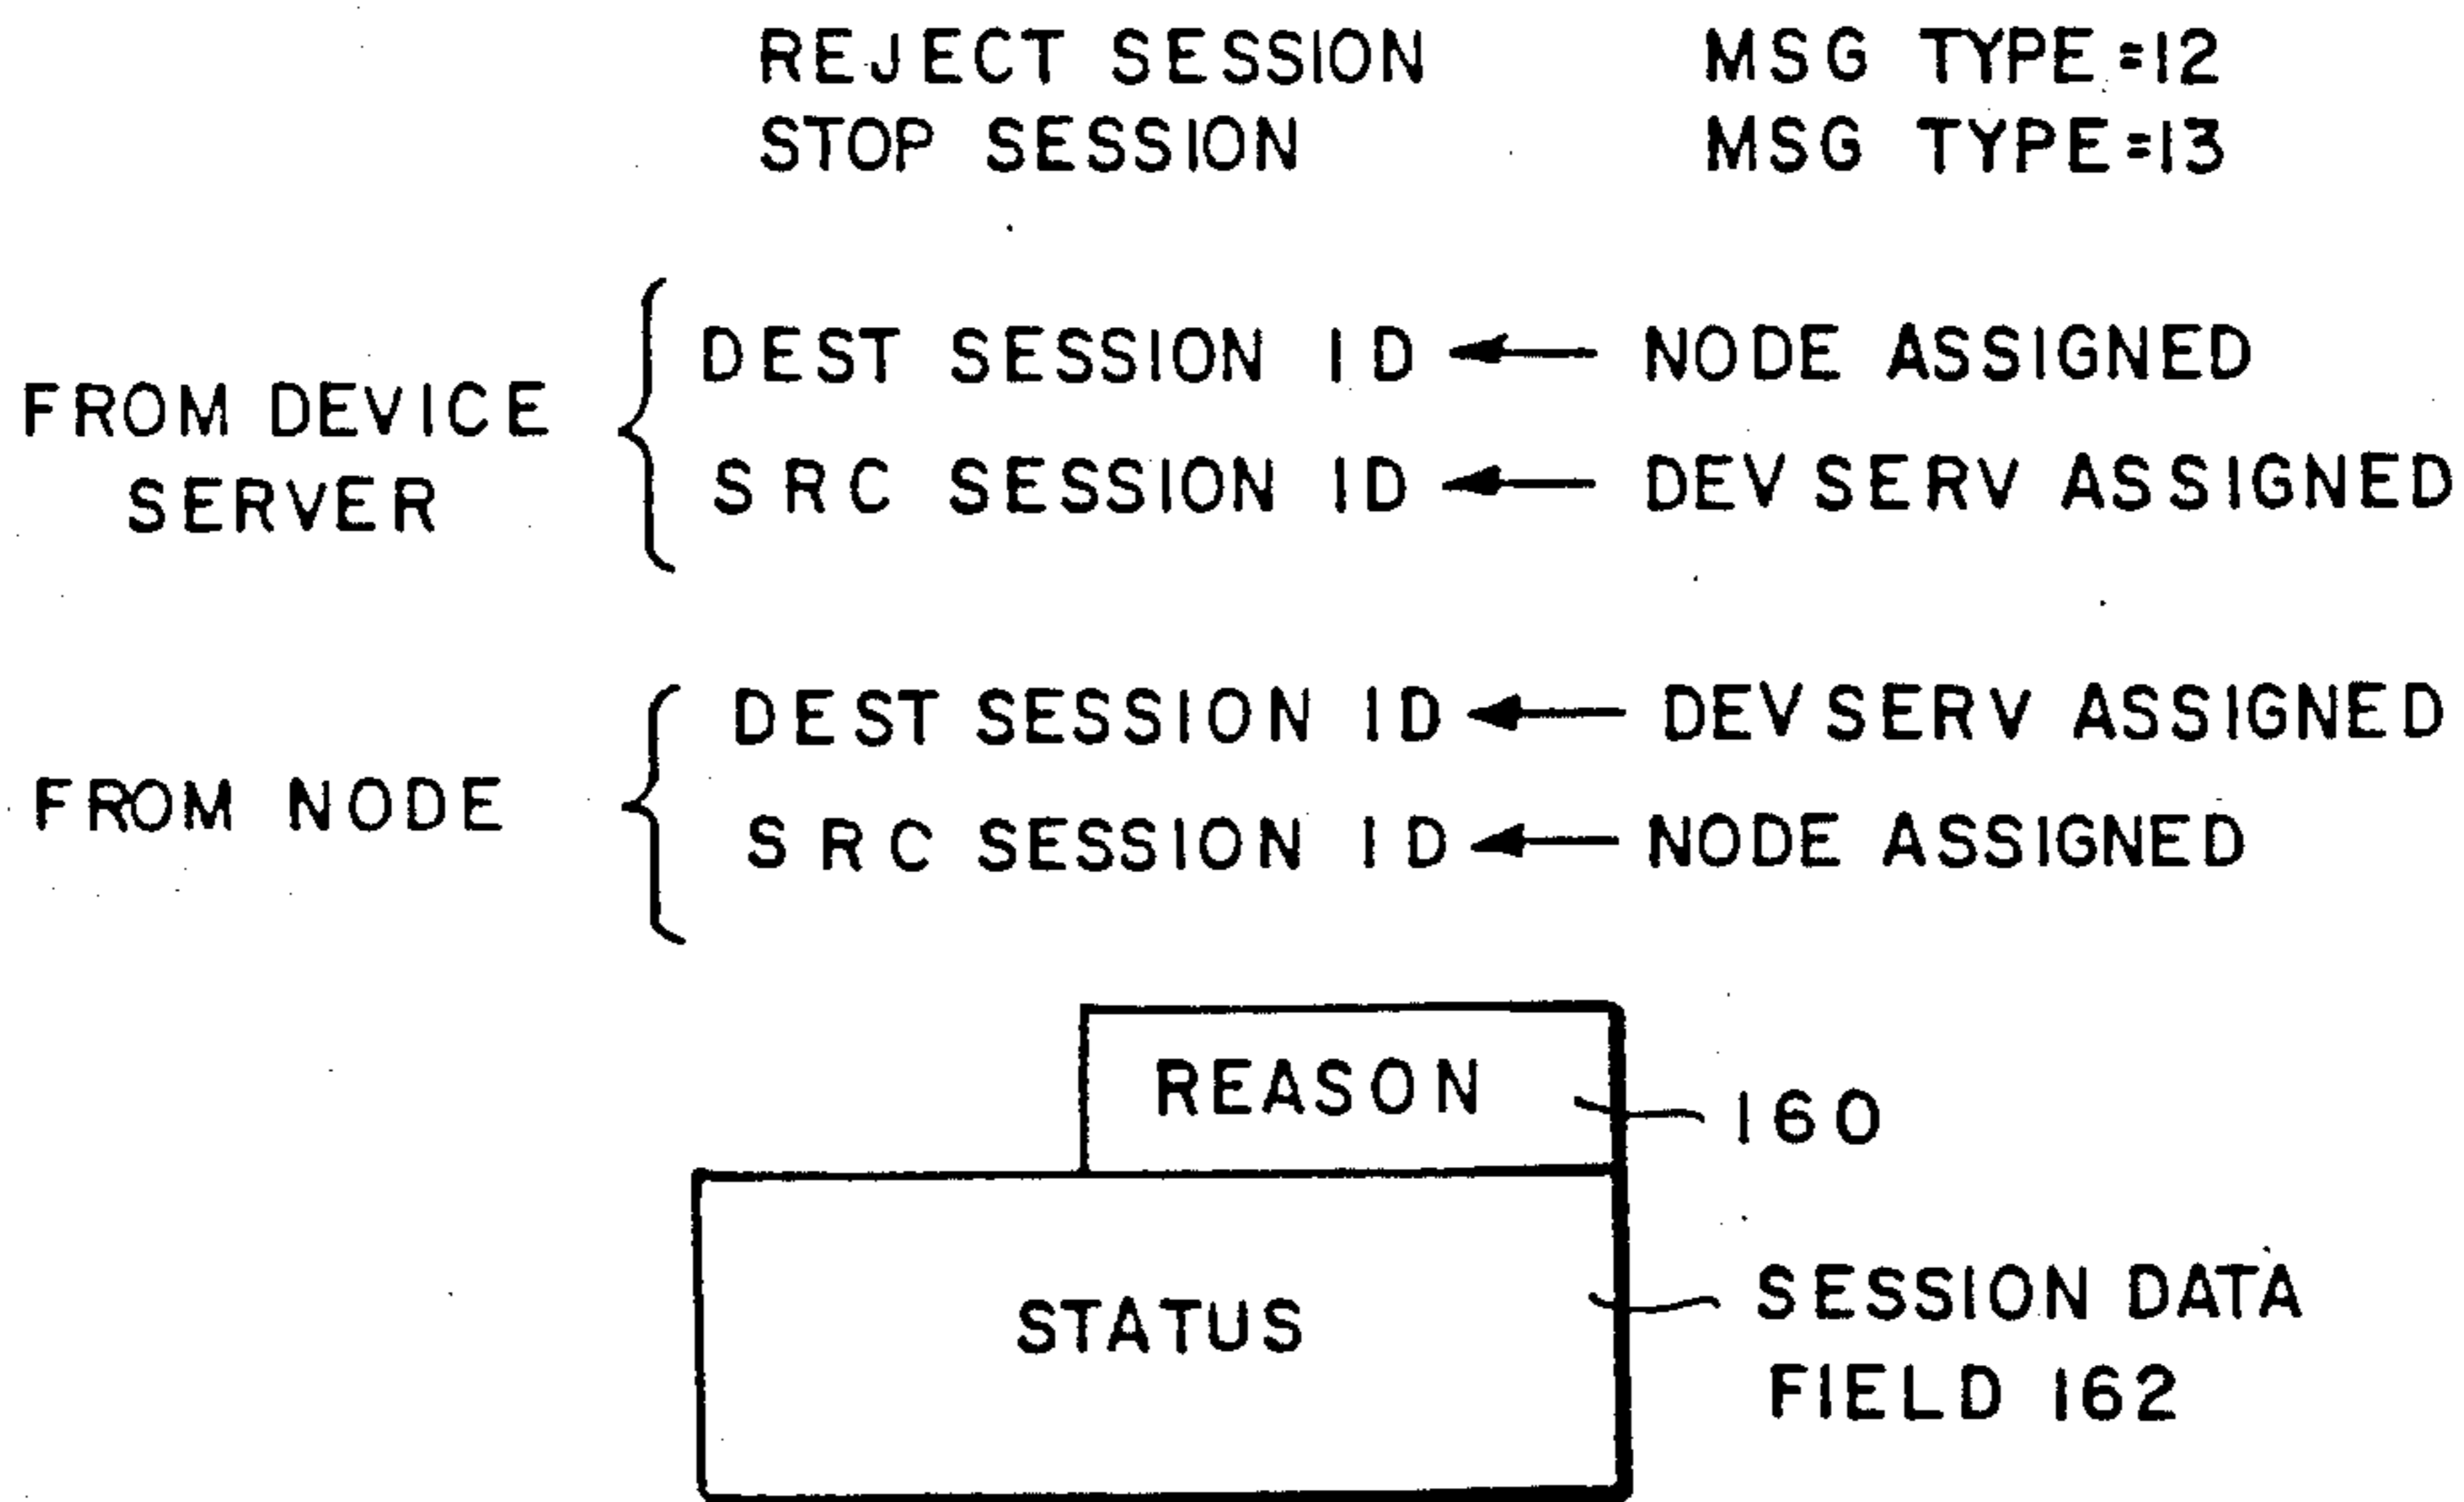 REJECT SESSION MSG TYPE=12
STOP SESSION MSG TYPE=13
FROM DEVICE SERVER
DEST SESSION ID NODE ASSIGNED
SRC SESSION ID DEV SERV ASSIGNED
FROM NODE
DEST SESSION ID DEV SERV ASSIGNED
SRC SESSION ID NODE ASSIGNED
REASON
160
STATUS
SESSION DATA
FIELD 162